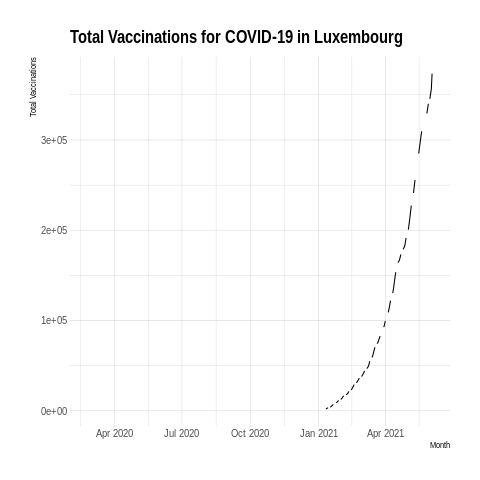 Total Vaccinations for COVID-19 in Luxembourg
Total Vaccinations
3e+05
2e+05
1e+05
0e+00
Apr 2020 Jul 2020 Oct 2020 Jan 2021 Apr 2021
Month